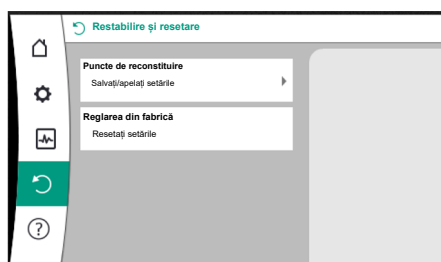 Restabilire și resetare
Puncte de reconstituire
Salvați/apelați setările
Reglarea din fabrică
Resetați setările